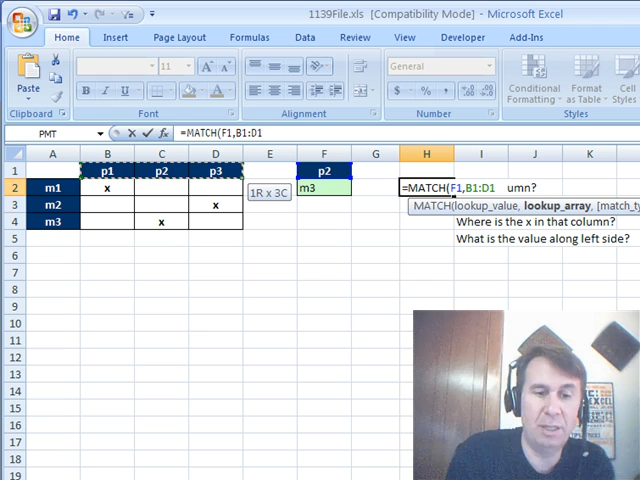 1139File.xls [Compatibility Mode] - Microsoft Excel
Home Insert Page Layout Formulas Data Review View Developer Add-Ins
Paste
11 A A
General
B I U
$ % ,
Conditional Formatting
Format as Table
Cell Styles
Clipboard Font Alignment Number Styles
PMT fx =MATCH(F1,B1:D1
A B C D E F G H I J K
1 p1 p2 p3 p2
2 m1 x m3 =MATCH(F1,B1:D1 umn?
1R x 3C
3 m2 x MATCH(lookup_value, lookup_array, [match_ty
4 m3 x Where is the x in that column?
5 What is the value along left side?
6
7
8
9
10
11
12
13
14
15
16
17
18
19